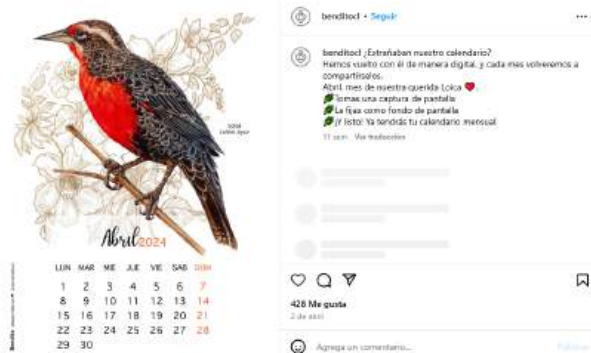 LOICA
Abril 2024
LUN MAR MIE JUE VIE SAB DOM
1 2 3 4 5 6 7
8 9 10 11 12 13 14
15 16 17 18 19 20 21
22 23 24 25 26 27 28
29 30
benditocl • Seguir
benditocl ¿Extrañaban nuestro calendario?
Hemos vuelto con él de manera digital, y cada mes volveremos a
compartírselos.
Abril, mes de nuestra querida Loica ❤️
🌿Tomas una captura de pantalla
🌿La fijas como fondo de pantalla
🌿¡Y listo! Ya tendrás tu calendario mensual
11 sem Ver traducción
428 Me gusta
2 de abril
Agrega un comentario...
Publicar